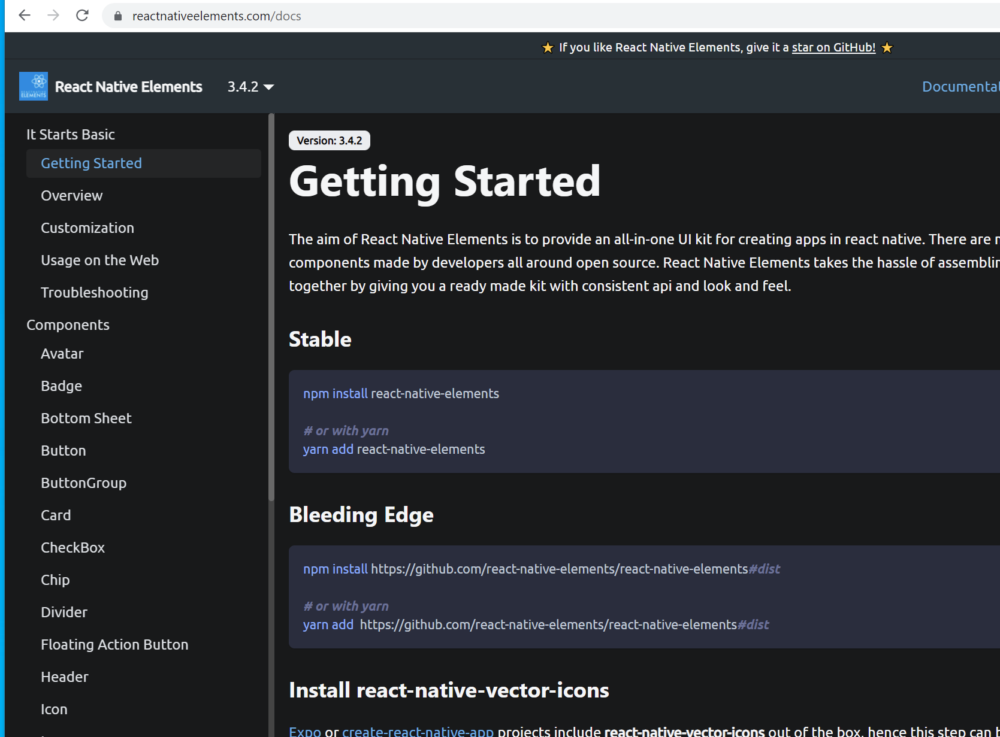 reactnativeelements.com/docs
⭐ If you like React Native Elements, give it a star on GitHub! ⭐
ELEMENTS
React Native Elements 3.4.2
It Starts Basic
Getting Started
Overview
Customization
Usage on the Web
Troubleshooting
Components
Avatar
Badge
Bottom Sheet
Button
ButtonGroup
Card
CheckBox
Chip
Divider
Floating Action Button
Header
Icon
Version: 3.4.2
Getting Started
The aim of React Native Elements is to provide an all-in-one UI kit for creating apps in react native. There are
components made by developers all around open source. React Native Elements takes the hassle of
together by giving you a ready made kit with consistent api and look and feel.
Stable
npm install react-native-elements
# or with yarn
yarn add react-native-elements
Bleeding Edge
npm install https://github.com/react-native-elements/react-native-elements#dist
# or with yarn
yarn add https://github.com/react-native-elements/react-native-elements#dist
Install react-native-vector-icons
Expo or create-react-native-app projects include react-native-vector-icons out of the box, hence this step can